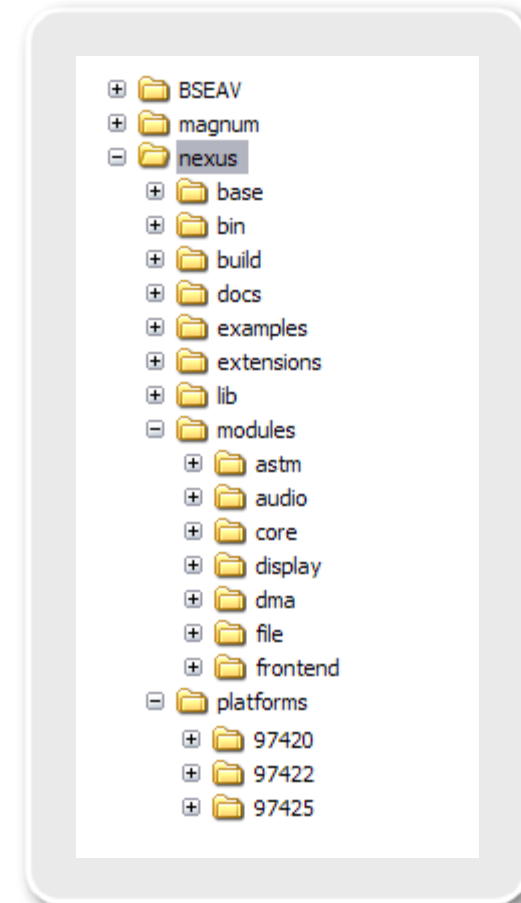 BSEAV
magnum
nexus
base
bin
build
docs
examples
extensions
lib
modules
astm
audio
core
display
dma
file
frontend
platforms
97420
97422
97425